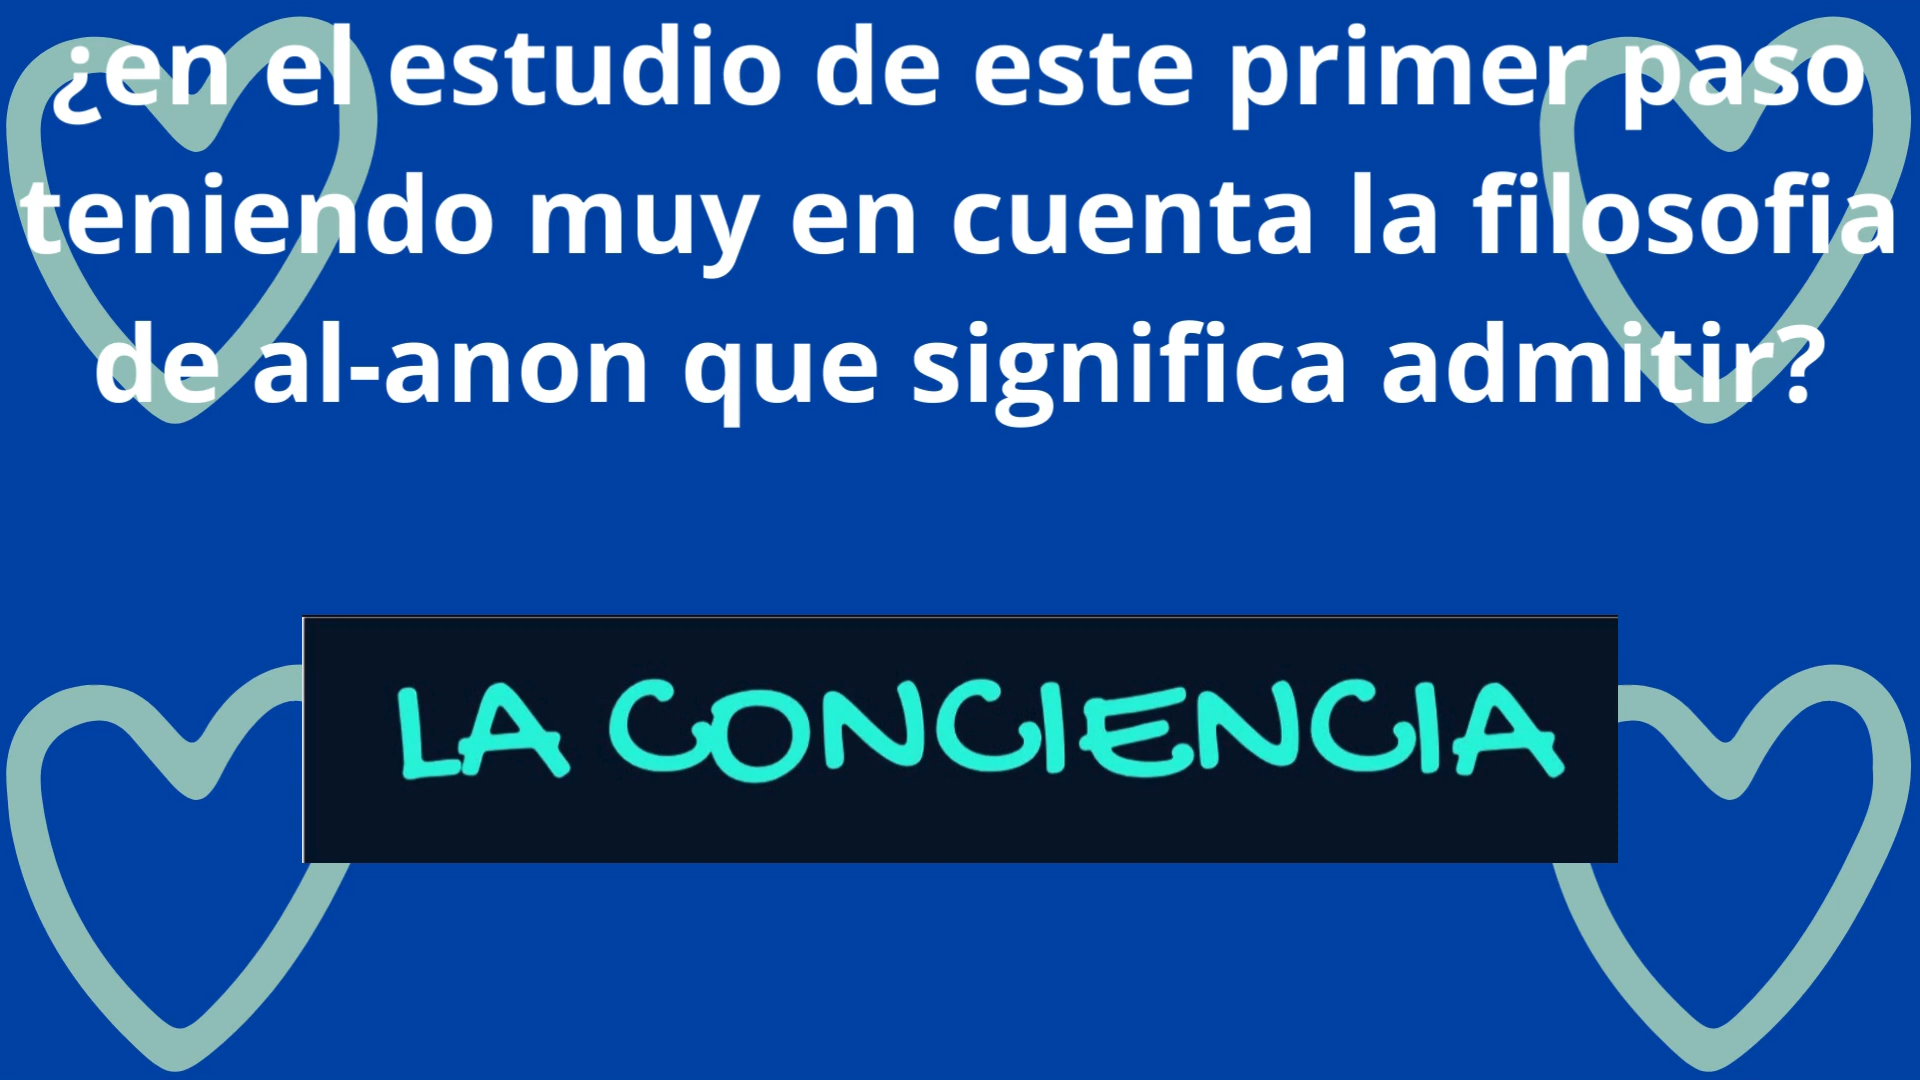 ¿en el estudio de este primer paso
teniendo muy en cuenta la filosofia
de al-anon que significa admitir?
LA CONCIENCIA